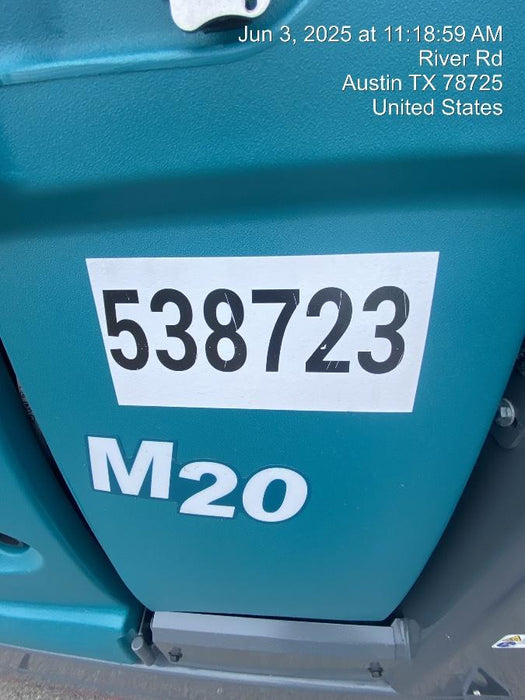 Jun 3, 2025 at 11:18:59 AM
River Rd
Austin TX 78725
United States
538723
M20